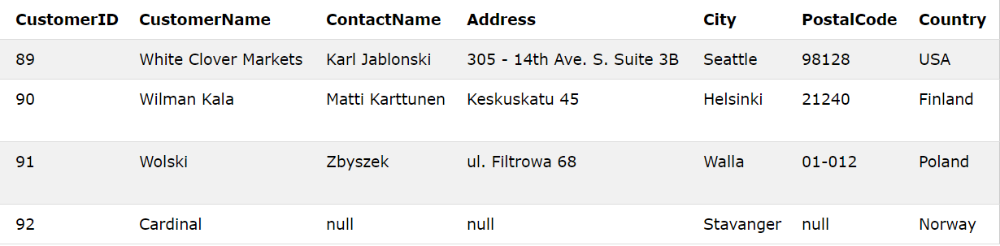 CustomerID CustomerName ContactName Address City PostalCode Country
89 White Clover Markets Karl Jablonski 305 - 14th Ave. S. Suite 3B Seattle 98128 USA
90 Wilman Kala Matti Karttunen Keskuskatu 45 Helsinki 21240 Finland
91 Wolski Zbyszek ul. Filtrowa 68 Walla 01-012 Poland
92 Cardinal null null Stavanger null Norway